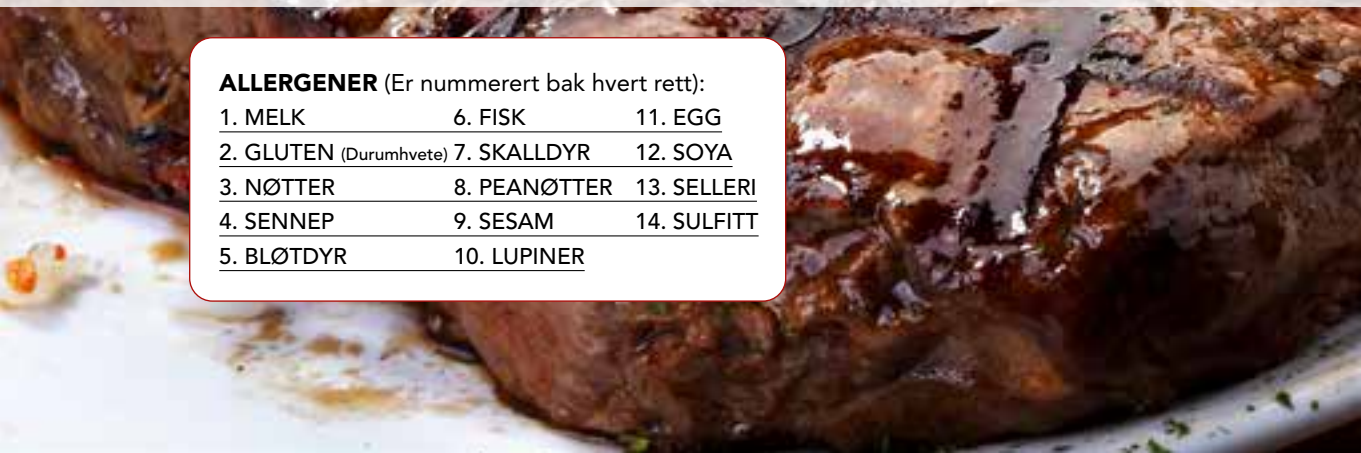 ALLERGENER (Er nummerert bak hvert rett):
1. MELK 6. FISK 11. EGG
2. GLUTEN (Durumhvete) 7. SKALLDYR 12. SOYA
3. NØTTER 8. PEANØTTER 13. SELLERI
4. SENNEP 9. SESAM 14. SULFITT
5. BLØTDYR 10. LUPINER